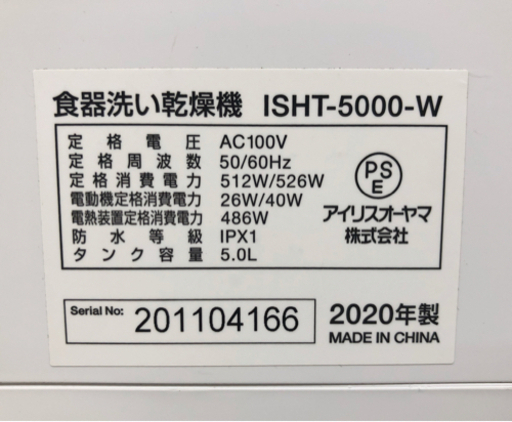 食器洗い乾燥機 ISHT-5000-W
定格電圧 AC100V
定格周波数 50/60Hz
定格消費電力 512W/526W
電動機定格消費電力 26W/40W
電熱装置定格消費電力 486W
防水等級 IPX1
タンク容量 5.0L
PS
E
アイリスオーヤマ
株式会社
Serial No: 201104166
2020年製
MADE IN CHINA